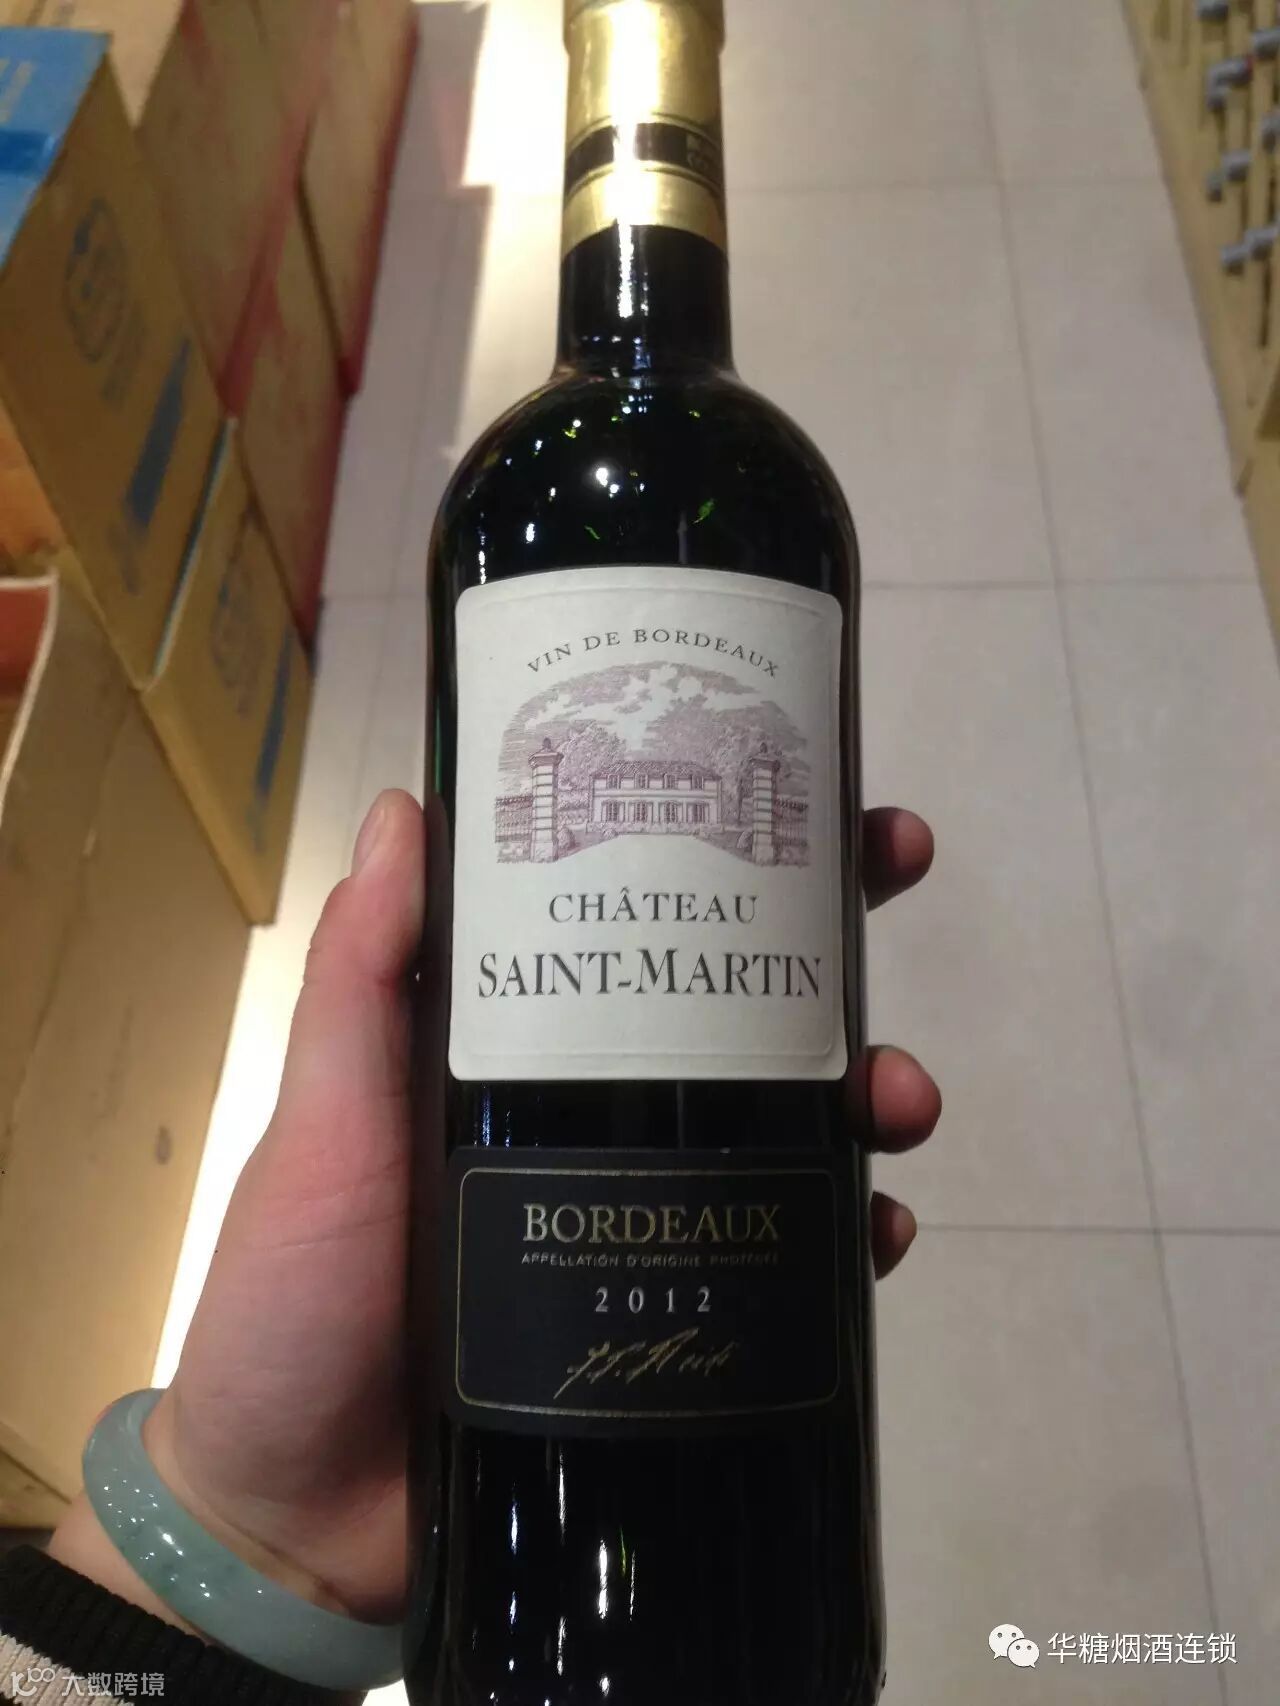 VIN DE BORDEAUX
CHÂTEAU
SAINT-MARTIN
BORDEAUX
APPELLATION D'ORIGINE PROTÉGÉE
2012
华糖烟酒连锁
大数跨境